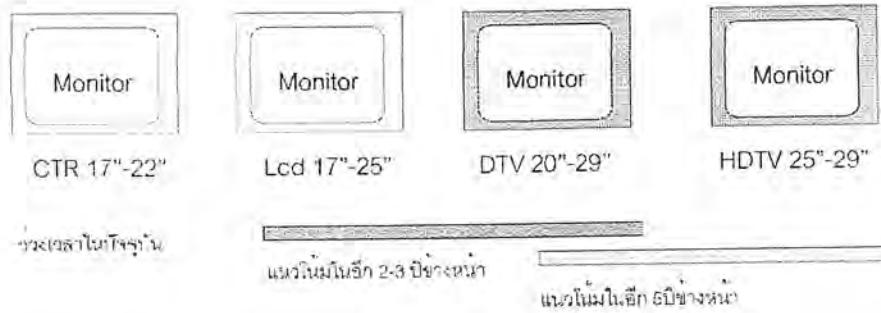 Monitor Monitor Monitor Monitor
CTR 17"-22" Lcd 17"-25" DTV 20"-29" HDTV 25"-29"
ช่วงเวลาในปัจจุบัน
แนวโน้มในอีก 2-3 ปีข้างหน้า
แนวโน้มในอีก 5ปีข้างหน้า